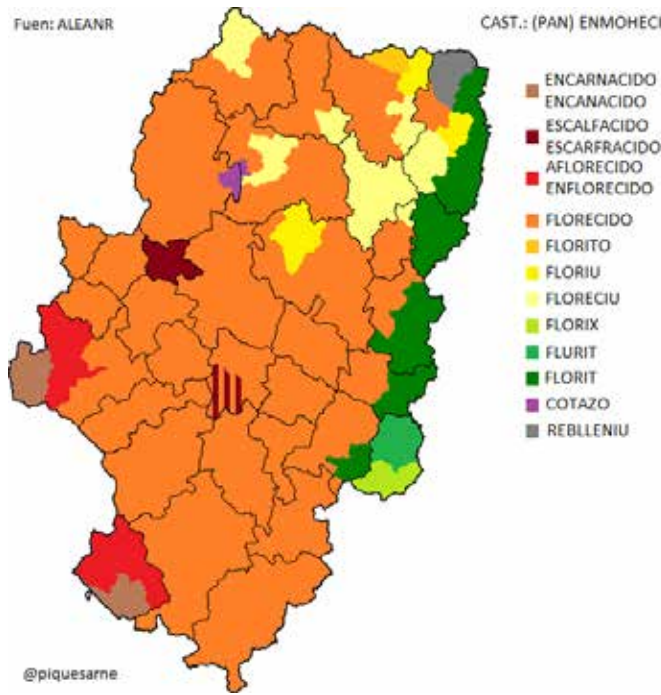 Fuen: ALEANR
CAST.: (PAN) ENMOHECI
ENCARNACIDO
ENCANACIDO
ESCALFACIDO
ESCARFRACIDO
AFLORECIDO
ENFLORECIDO
FLORECIDO
FLORITO
FLORIU
FLORECIU
FLORIX
FLURIT
FLORIT
COTAZO
REBLLENIU
@piquesarne